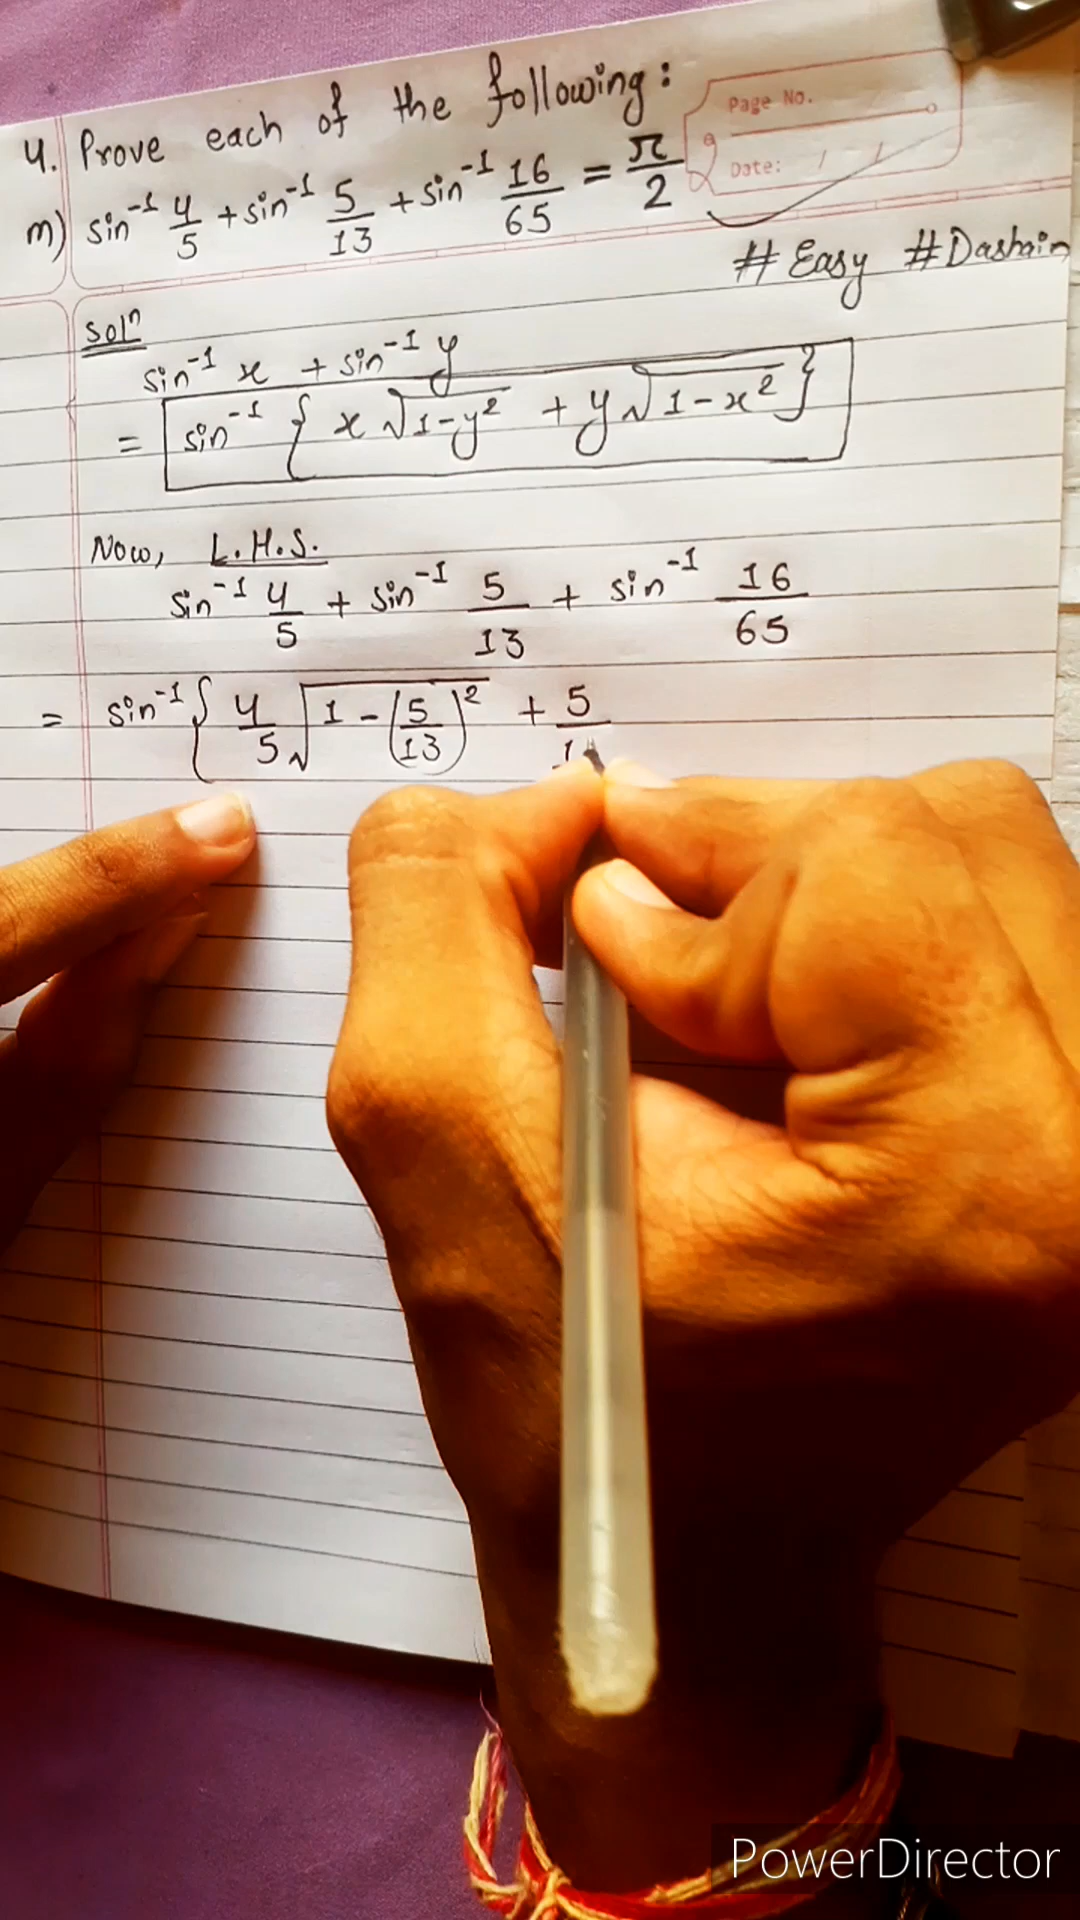 4. Prove each of the following:
Page No.
Date: / /
m) sin⁻¹ 4/5 + sin⁻¹ 5/13 + sin⁻¹ 16/65 = π/2
# Easy # Dashain
Solⁿ
sin⁻¹ x + sin⁻¹ y
= sin⁻¹ { x √1-y² + y √1-x² }
Now, L.H.S.
sin⁻¹ 4/5 + sin⁻¹ 5/13 + sin⁻¹ 16/65
= sin⁻¹ { 4/5 √1-(5/13)² + 5/1
PowerDirector